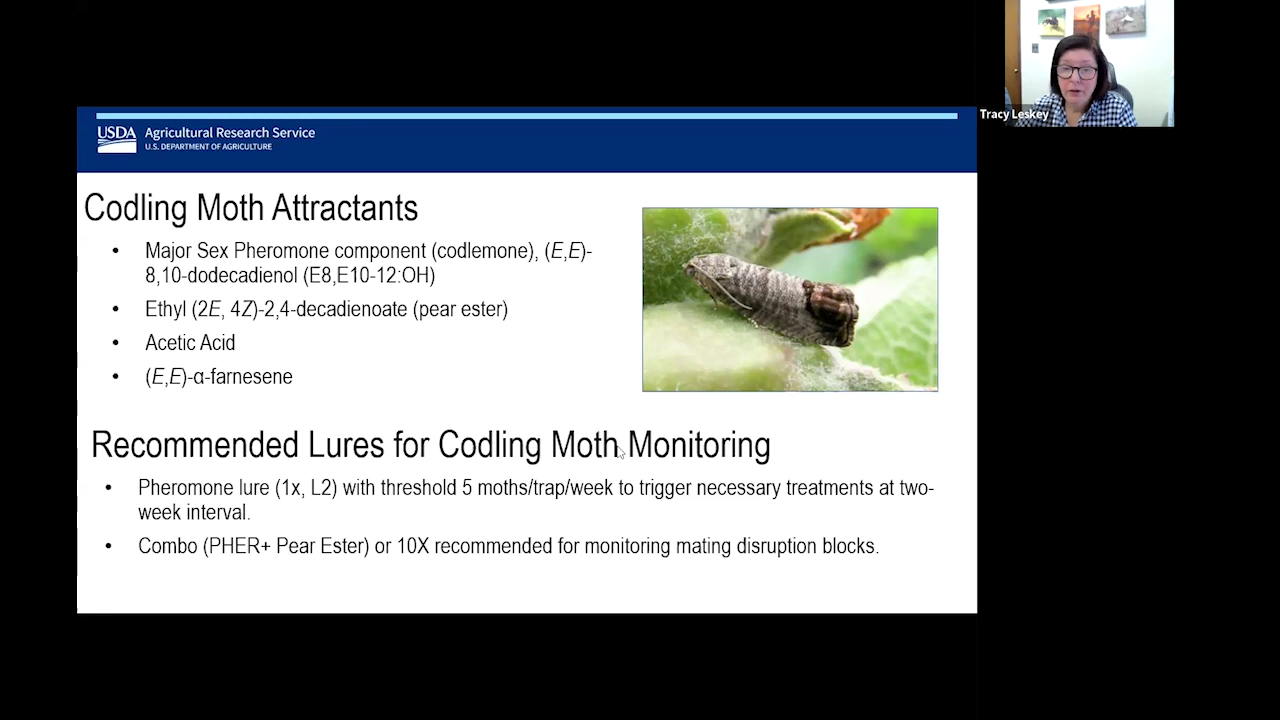 Tracy Leskey
USDA
Agricultural Research Service
U.S. DEPARTMENT OF AGRICULTURE
Codling Moth Attractants
• Major Sex Pheromone component (codlemone), (E,E)-
8,10-dodecadienol (E8,E10-12:OH)
• Ethyl (2E, 4Z)-2,4-decadienoate (pear ester)
• Acetic Acid
• (E,E)-α-farnesene
Recommended Lures for Codling Moth Monitoring
• Pheromone lure (1x, L2) with threshold 5 moths/trap/week to trigger necessary treatments at two-
week interval.
• Combo (PHER+ Pear Ester) or 10X recommended for monitoring mating disruption blocks.